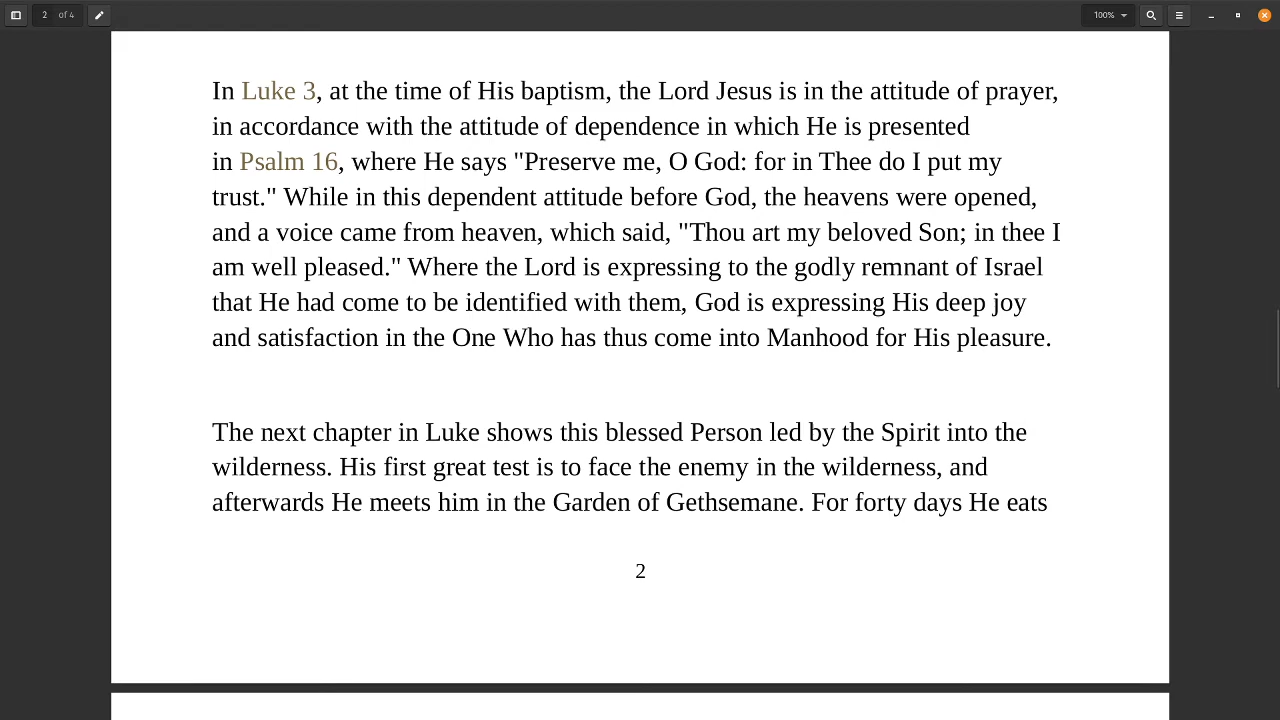 2 of 4
100%
In Luke 3, at the time of His baptism, the Lord Jesus is in the attitude of prayer,
in accordance with the attitude of dependence in which He is presented
in Psalm 16, where He says "Preserve me, O God: for in Thee do I put my
trust." While in this dependent attitude before God, the heavens were opened,
and a voice came from heaven, which said, "Thou art my beloved Son; in thee I
am well pleased." Where the Lord is expressing to the godly remnant of Israel
that He had come to be identified with them, God is expressing His deep joy
and satisfaction in the One Who has thus come into Manhood for His pleasure.
The next chapter in Luke shows this blessed Person led by the Spirit into the
wilderness. His first great test is to face the enemy in the wilderness, and
afterwards He meets him in the Garden of Gethsemane. For forty days He eats
2